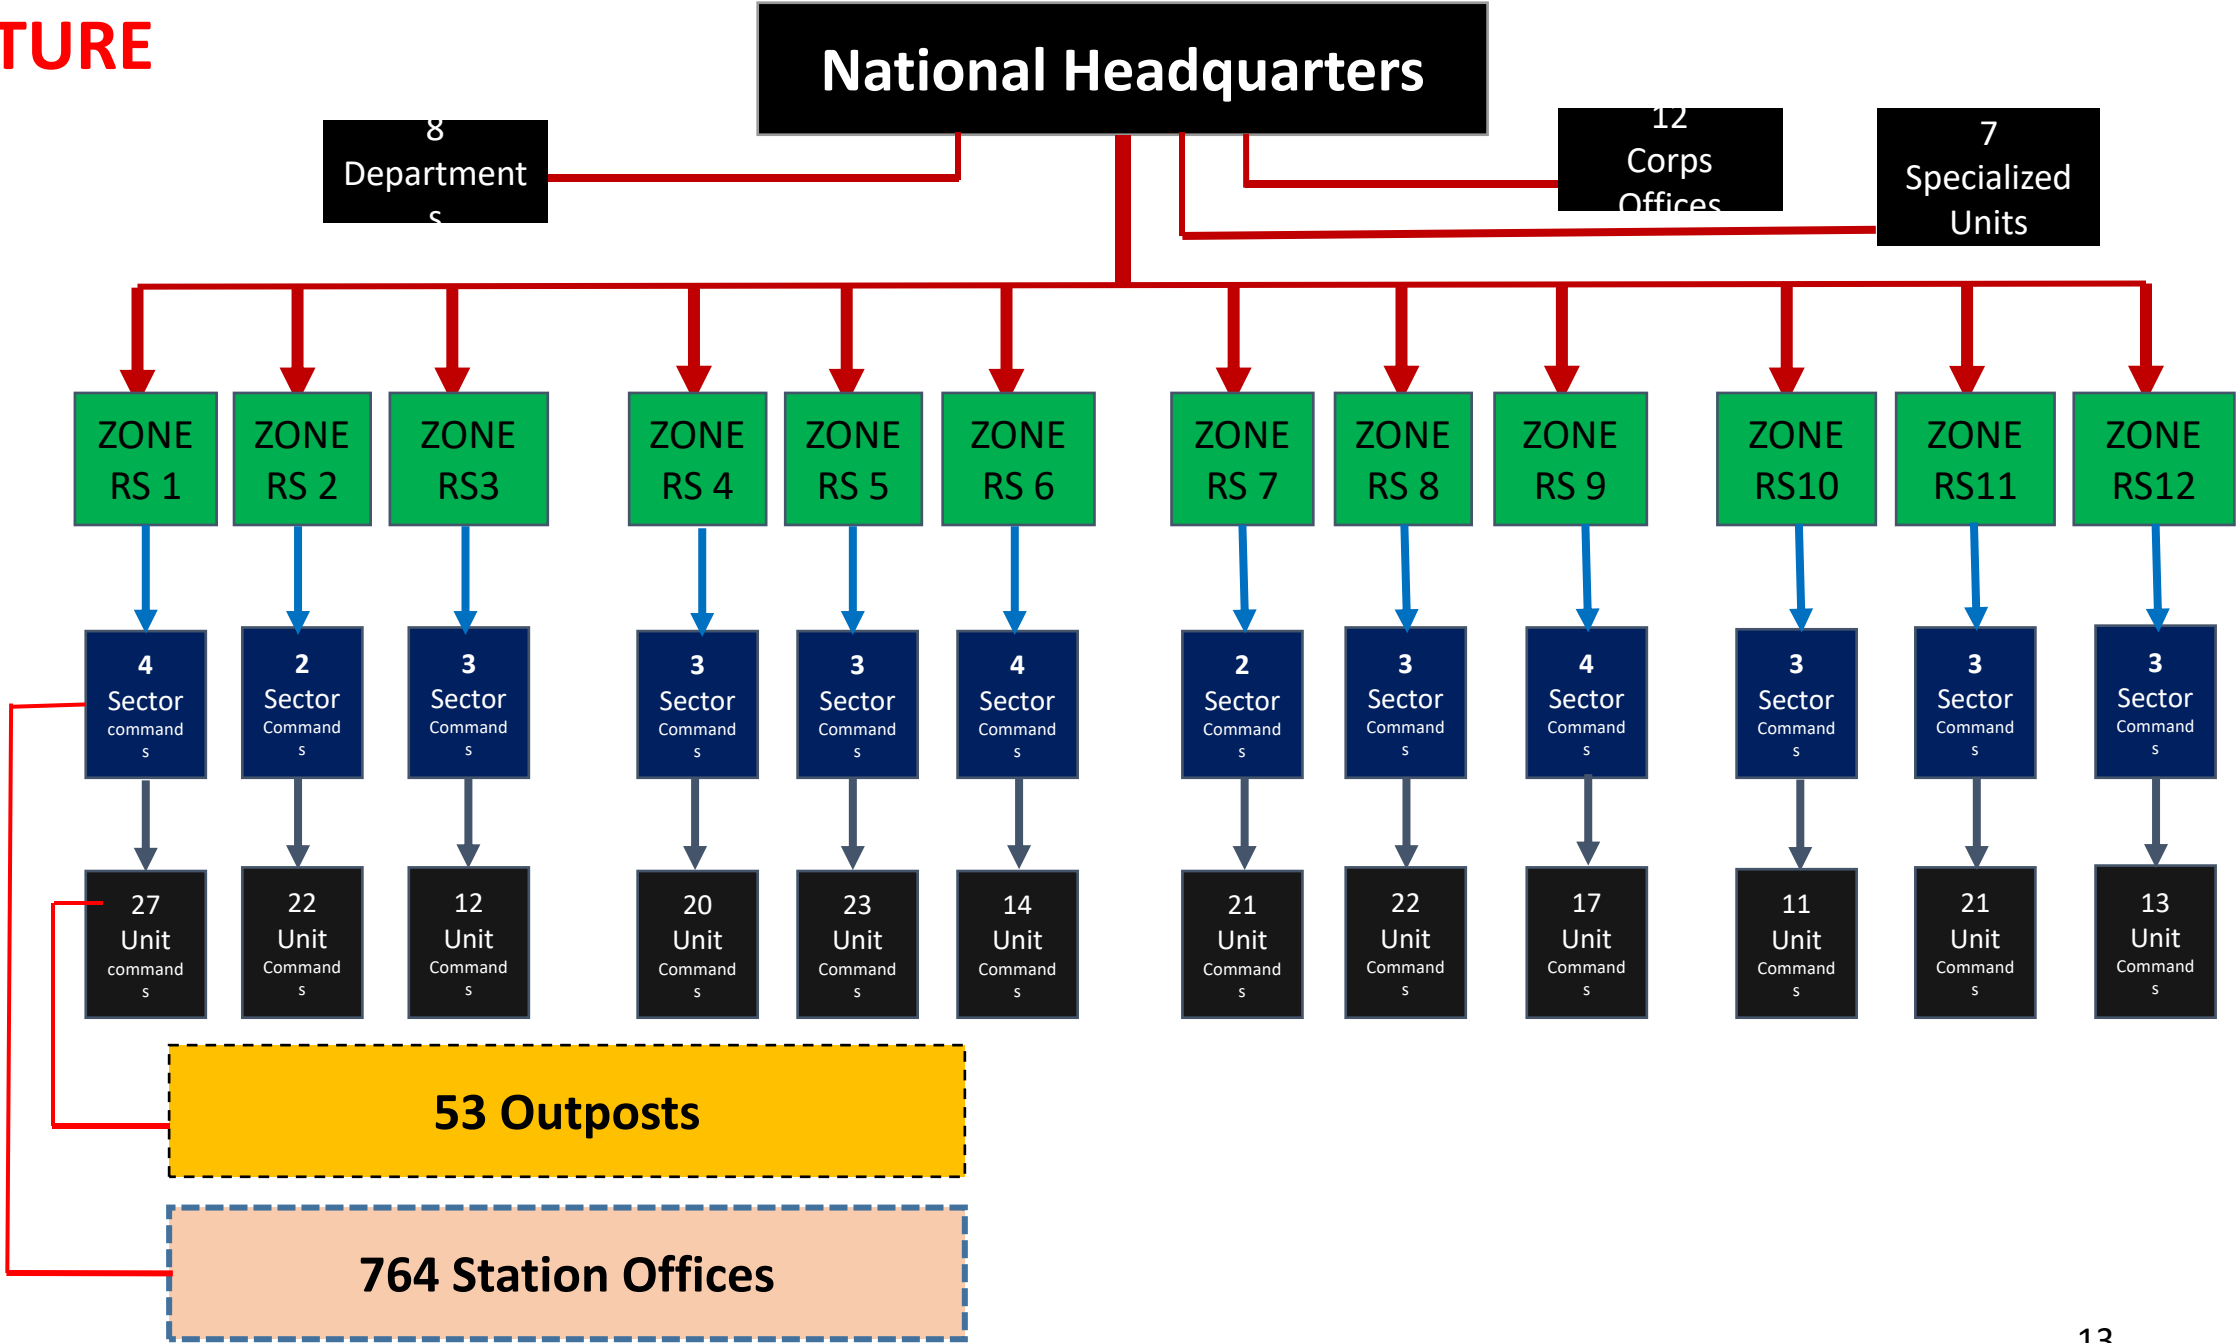 TURE
National Headquarters
8
Department
s
12
Corps
Offices
7
Specialized
Units
ZONE
RS 1
ZONE
RS 2
ZONE
RS3
ZONE
RS 4
ZONE
RS 5
ZONE
RS 6
ZONE
RS 7
ZONE
RS 8
ZONE
RS 9
ZONE
RS10
ZONE
RS11
ZONE
RS12
4
Sector
command
s
2
Sector
Command
s
3
Sector
Command
s
3
Sector
Command
s
3
Sector
Command
s
4
Sector
Command
s
2
Sector
Command
s
3
Sector
Command
s
4
Sector
Command
s
3
Sector
Command
s
3
Sector
Command
s
3
Sector
Command
s
27
Unit
command
s
22
Unit
Command
s
12
Unit
Command
s
20
Unit
Command
s
23
Unit
Command
s
14
Unit
Command
s
21
Unit
Command
s
22
Unit
Command
s
17
Unit
Command
s
11
Unit
Command
s
21
Unit
Command
s
13
Unit
Command
s
53 Outposts
764 Station Offices
13